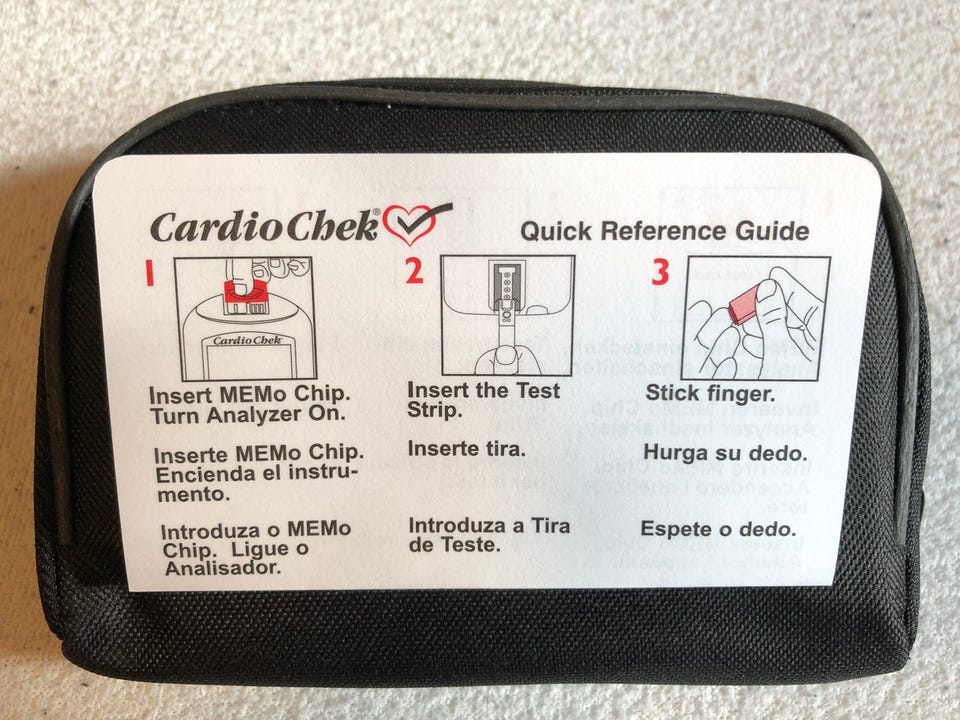 CardioChek®
Quick Reference Guide
1
CardioChek
Insert MEMo Chip.
Turn Analyzer On.
Inserte MEMo Chip.
Encienda el instru-
mento.
Introduza o MEMo
Chip. Ligue o
Analisador.
2
Insert the Test
Strip.
Inserte tira.
Introduza a Tira
de Teste.
3
Stick finger.
Hurga su dedo.
Espete o dedo.